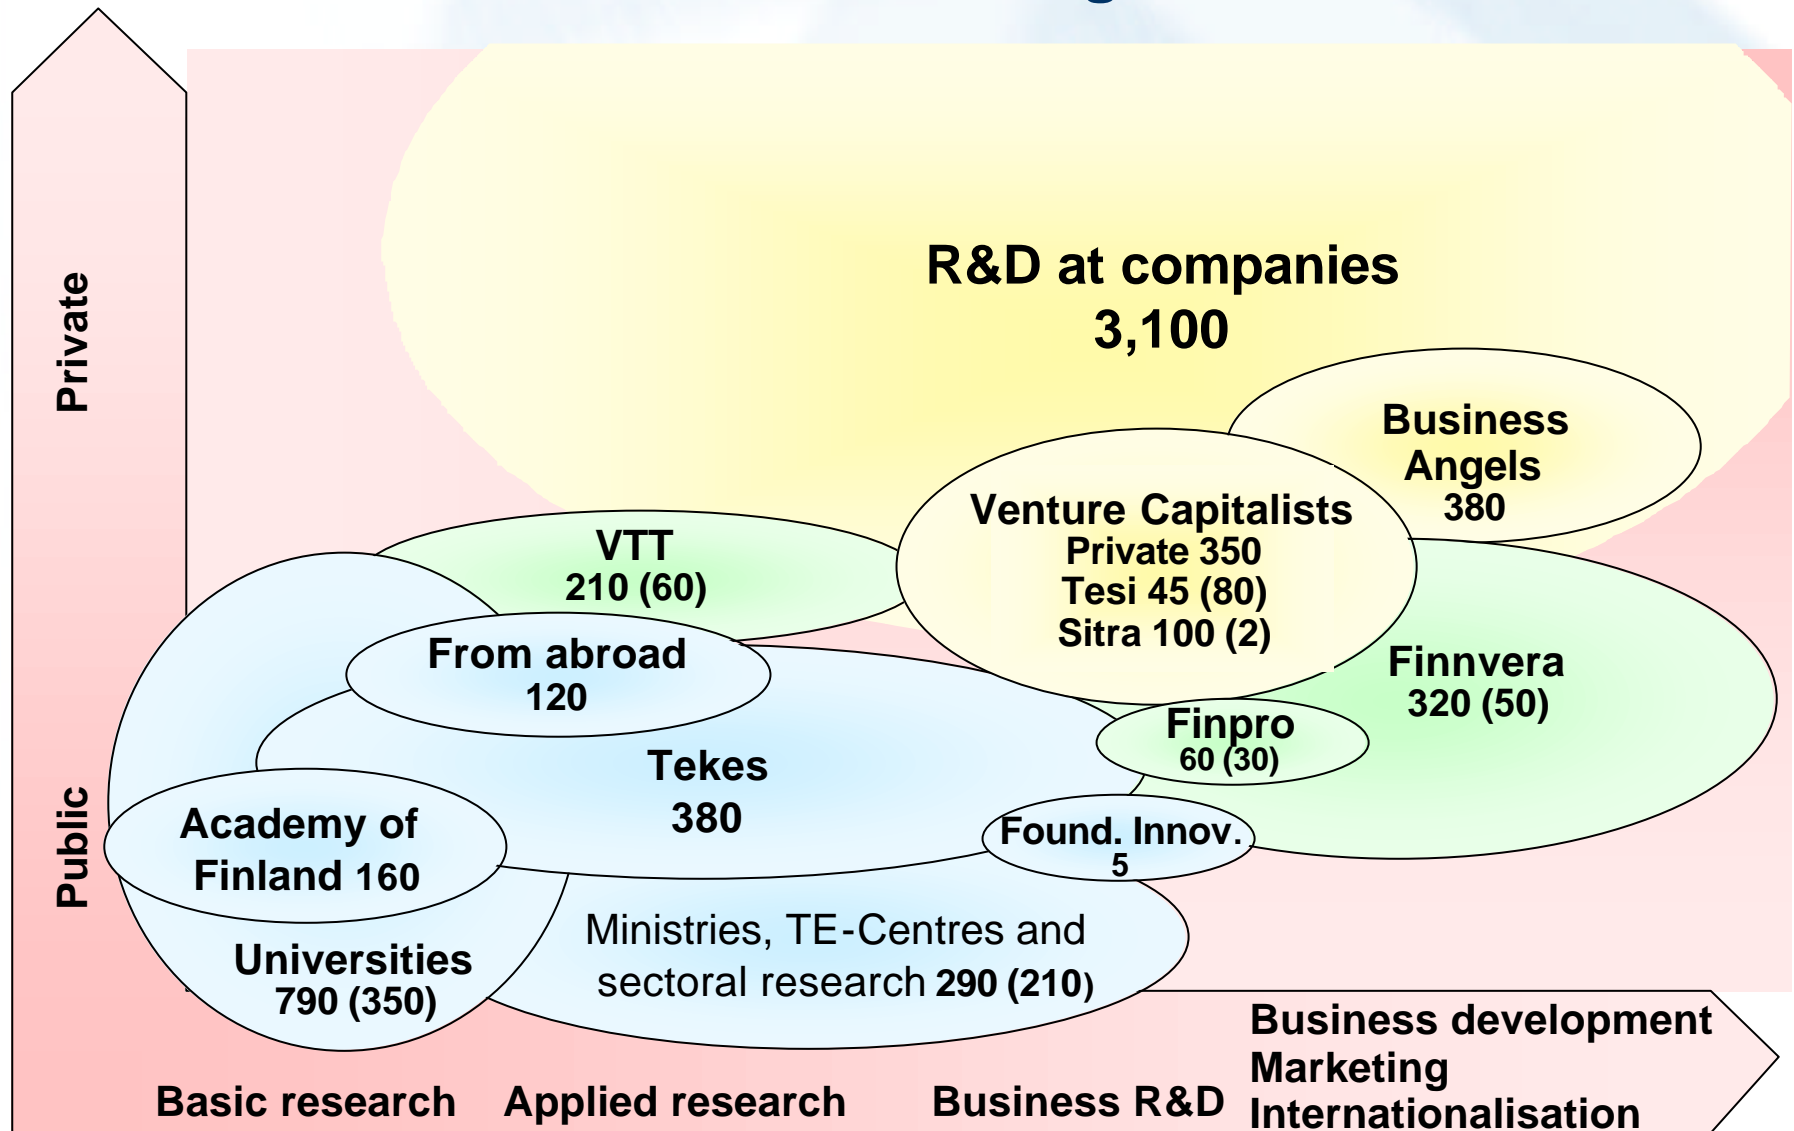 Private
Public
R&D at companies
3,100
Business
Angels
380
Venture Capitalists
Private 350
Tesi 45 (80)
Sitra 100 (2)
VTT
210 (60)
From abroad
120
Finnvera
320 (50)
Finpro
60 (30)
Tekes
380
Found. Innov.
5
Academy of
Finland 160
Ministries, TE-Centres and
sectoral research 290 (210)
Universities
790 (350)
Basic research
Applied research
Business R&D
Business development
Marketing
Internationalisation